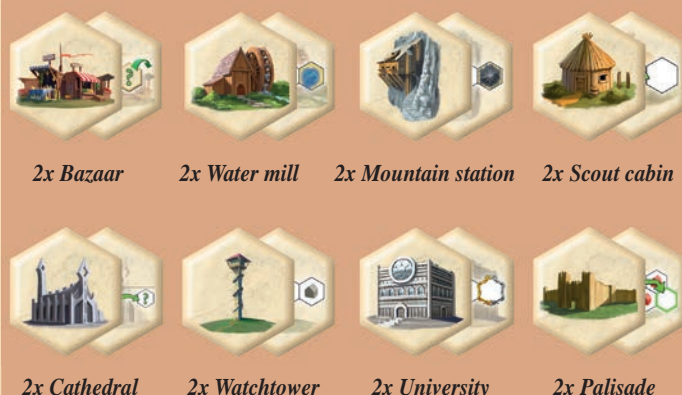 2x Bazaar
2x Water mill
2x Mountain station
2x Scout cabin
2x Cathedral
2x Watchtower
2x University
2x Palisade